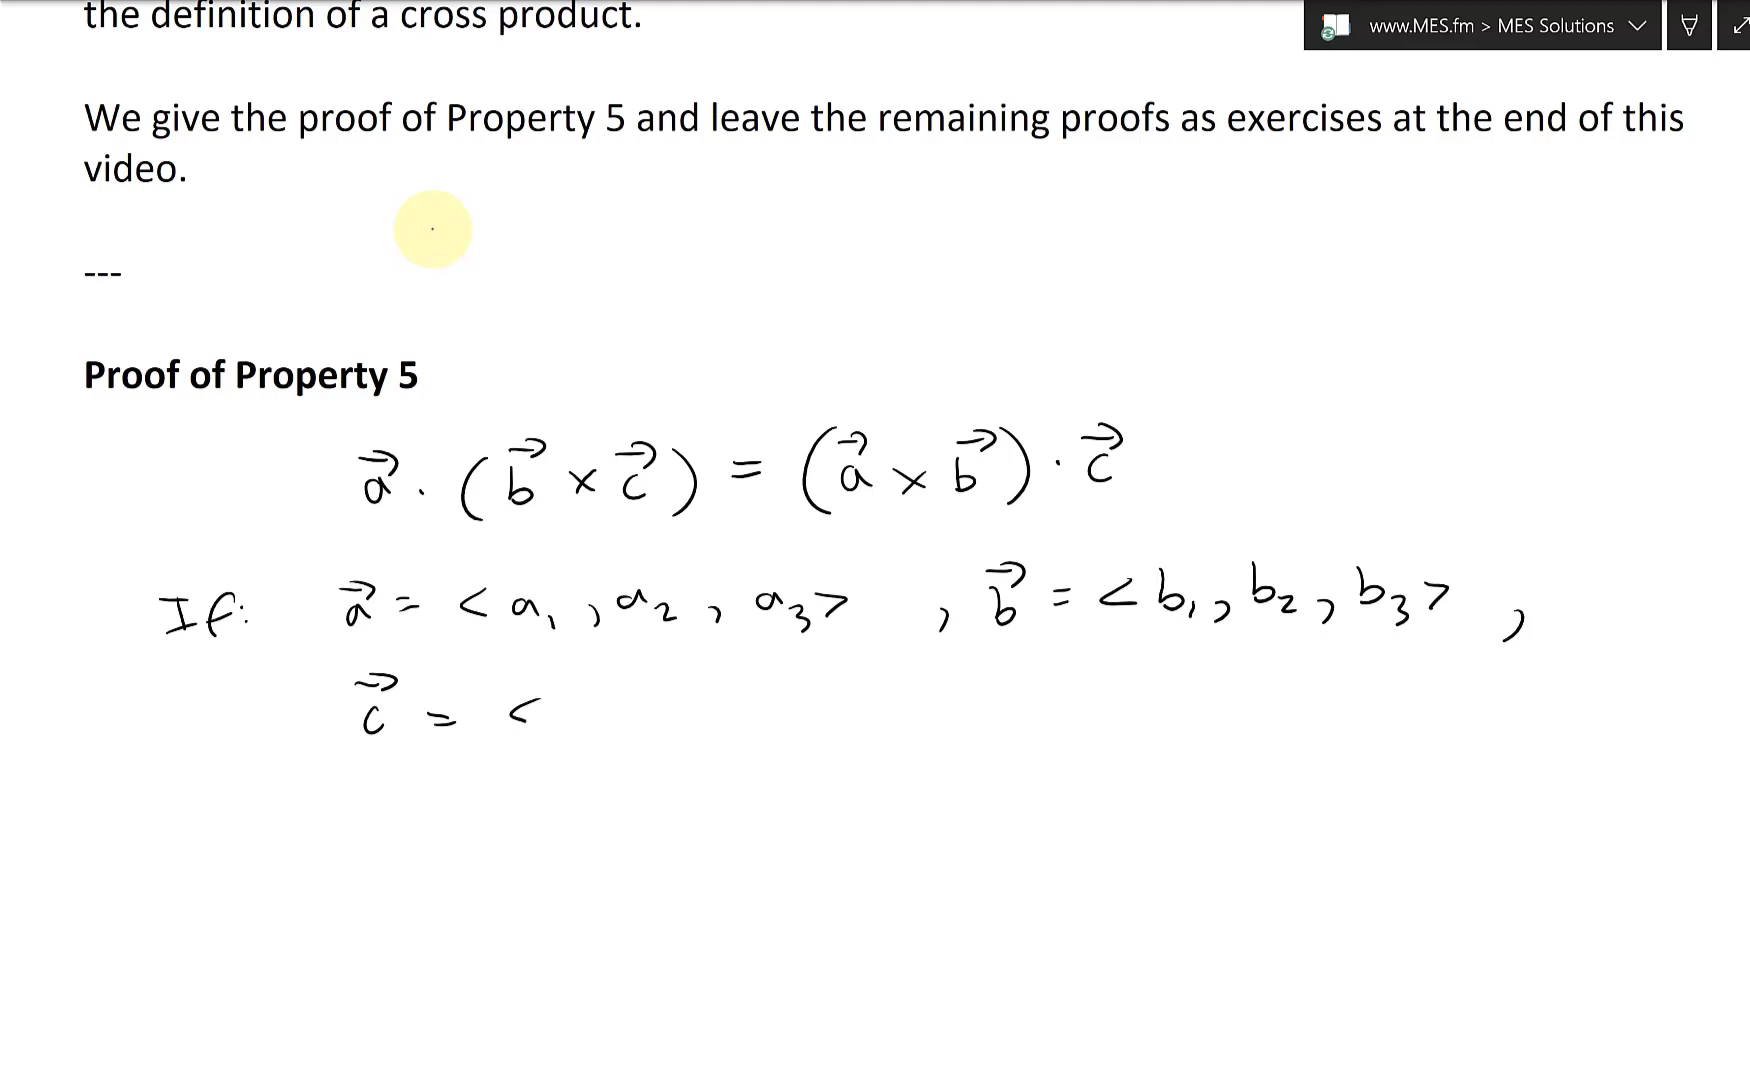 the definition of a cross product.
www.MES.fm > MES Solutions
We give the proof of Property 5 and leave the remaining proofs as exercises at the end of this
video.
---
Proof of Property 5
a⃗ · (b⃗ × c⃗) = (a⃗ × b⃗) · c⃗
If: a⃗ = < a₁, a₂, a₃ > , b⃗ = < b₁, b₂, b₃ > ,
c⃗ = <